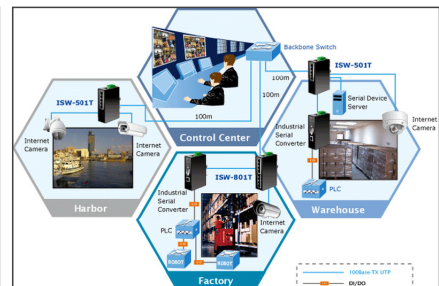 Backbone Switch
ISW-501T
100m
ISW-501T
100m
100m
Serial Device
Server
Internet
Camera
Internet
Camera
Control Center
Industrial
Serial
Converter
Internet
Camera
PLC
Harbor
Warehouse
ISW-801T
Industrial
Serial
Converter
Internet
Camera
PLC
ROBOT
ROBOT
Factory
100Base-TX UTP
DI/DO